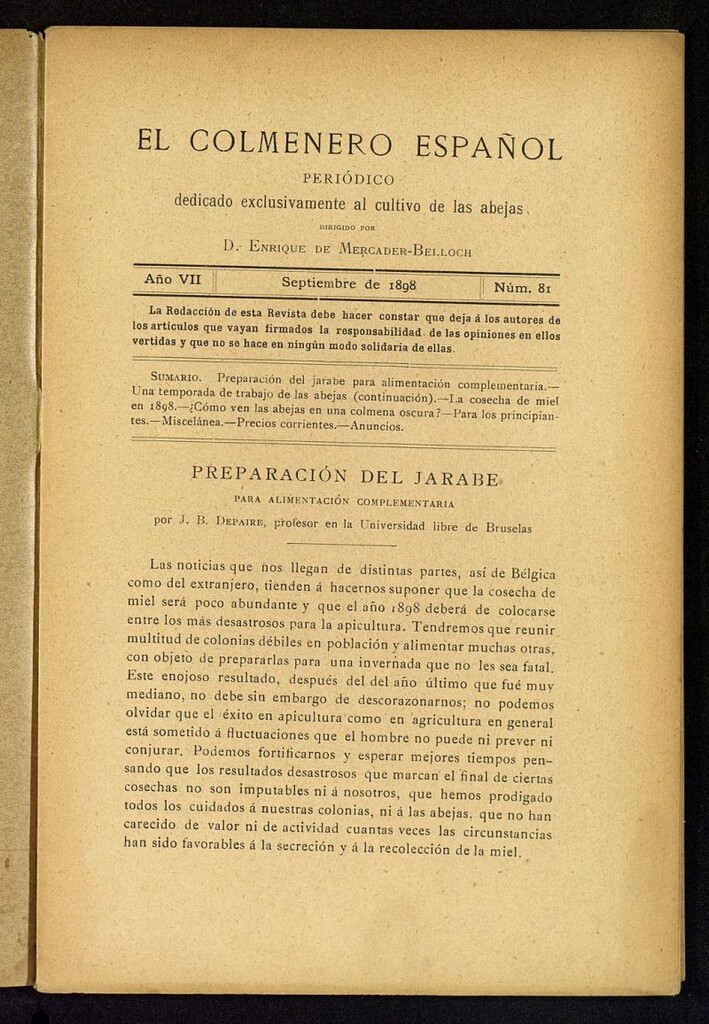 EL COLMENERO ESPAÑOL
PERIÓDICO
dedicado exclusivamente al cultivo de las abejas
DIRIGIDO POR
D. ENRIQUE DE MERCADER-BELLOCH
Año VII Septiembre de 1898 Núm. 81
La Redacción de esta Revista debe hacer constar que deja á los autores de
los artículos que vayan firmados la responsabilidad de las opiniones en ellos
vertidas y que no se hace en ningún modo solidaria de ellas.
SUMARIO. Preparación del jarabe para alimentación complementaria.—
Una temporada de trabajo de las abejas (continuación).—La cosecha de miel
en 1898.—¿Cómo ven las abejas en una colmena oscura?—Para los principian-
tes.—Miscelánea.—Precios corrientes.—Anuncios.
PREPARACIÓN DEL JARABE
PARA ALIMENTACIÓN COMPLEMENTARIA
por J. B. DEPAIRE, profesor en la Universidad libre de Bruselas
Las noticias que nos llegan de distintas partes, así de Bélgica
como del extranjero, tienden á hacernos suponer que la cosecha de
miel será poco abundante y que el año 1898 deberá de colocarse
entre los más desastrosos para la apicultura. Tendremos que reunir
multitud de colonias débiles en población y alimentar muchas otras,
con objeto de prepararlas para una invernada que no les sea fatal.
Este enojoso resultado, después del del año último que fué muy
mediano, no debe sin embargo de descorazonarnos; no podemos
olvidar que el éxito en apicultura como en agricultura en general
está sometido á fluctuaciones que el hombre no puede ni prever ni
conjurar. Podemos fortificarnos y esperar mejores tiempos pen-
sando que los resultados desastrosos que marcan el final de ciertas
cosechas no son imputables ni á nosotros, que hemos prodigado
todos los cuidados á nuestras colonias, ni á las abejas, que no han
carecido de valor ni de actividad cuantas veces las circunstancias
han sido favorables á la secreción y á la recolección de la miel.